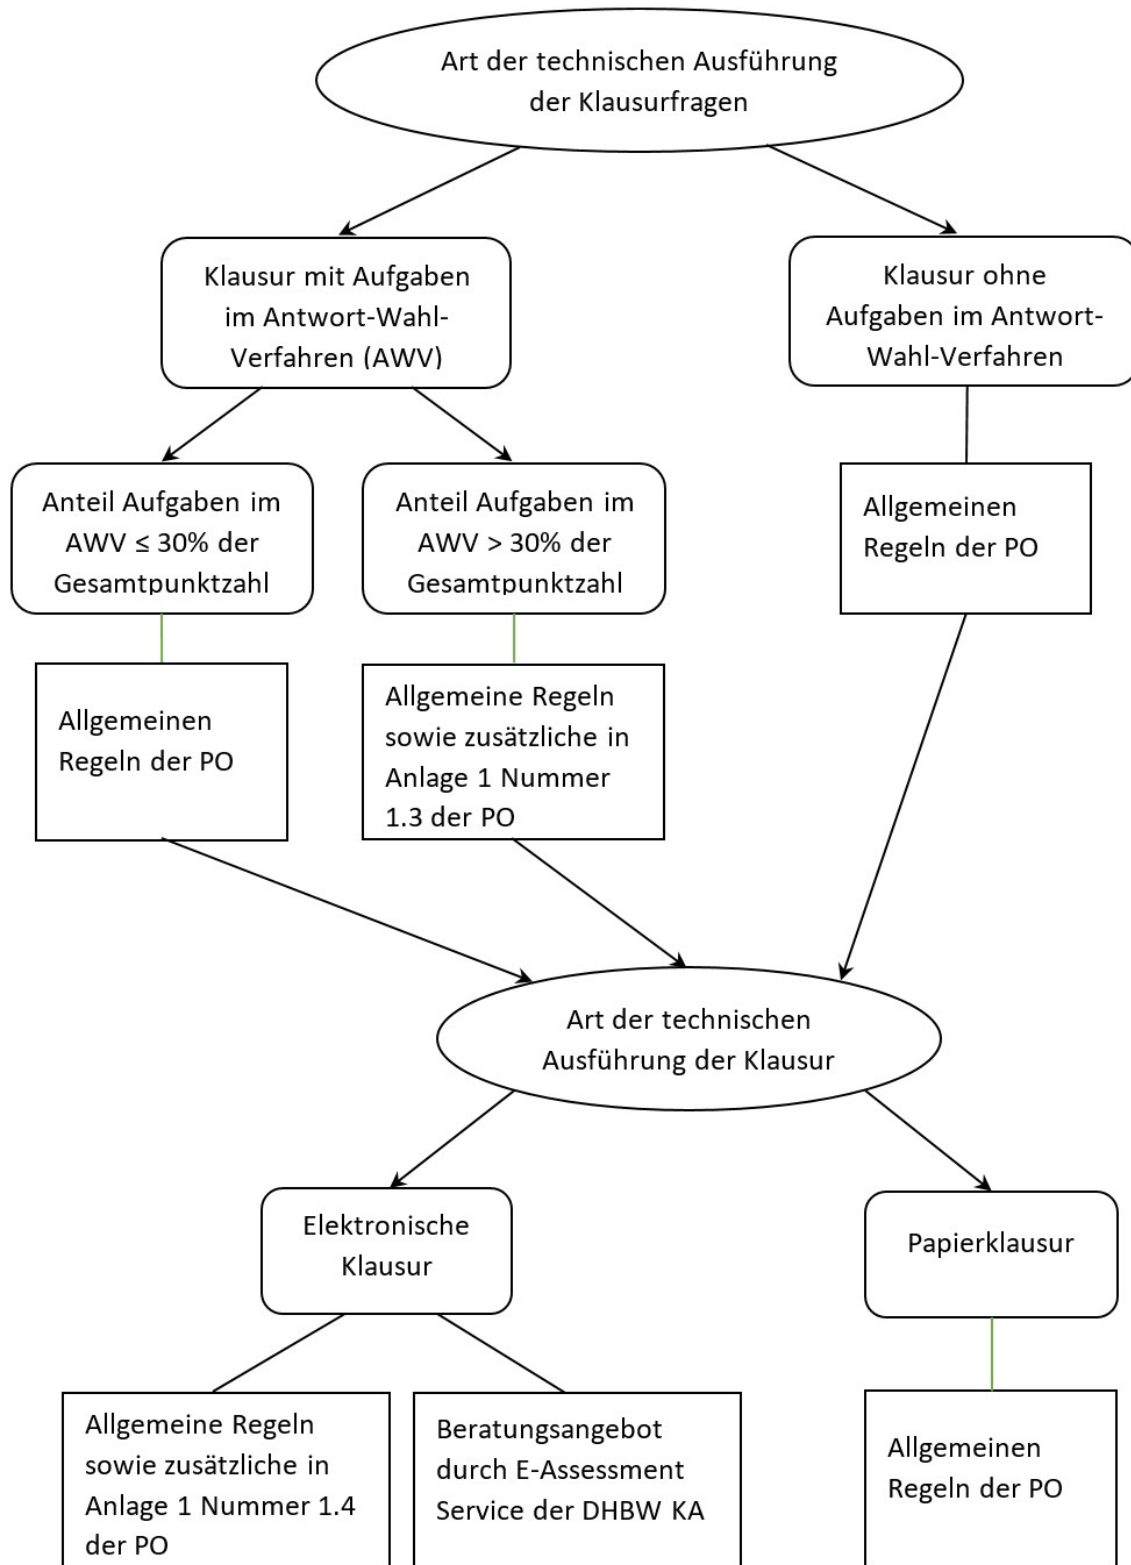 Art der technischen Ausführung
der Klausurfragen
Klausur mit Aufgaben
im Antwort-Wahl-
Verfahren (AWV)
Klausur ohne
Aufgaben im Antwort-
Wahl-Verfahren
Anteil Aufgaben im
AWV ≤ 30% der
Gesamtpunktzahl
Anteil Aufgaben im
AWV > 30% der
Gesamtpunktzahl
Allgemeinen
Regeln der PO
Allgemeinen
Regeln der PO
Allgemeine Regeln
sowie zusätzliche in
Anlage 1 Nummer
1.3 der PO
Art der technischen
Ausführung der Klausur
Elektronische
Klausur
Papierklausur
Allgemeine Regeln
sowie zusätzliche in
Anlage 1 Nummer 1.4
der PO
Beratungsangebot
durch E-Assessment
Service der DHBW KA
Allgemeinen
Regeln der PO